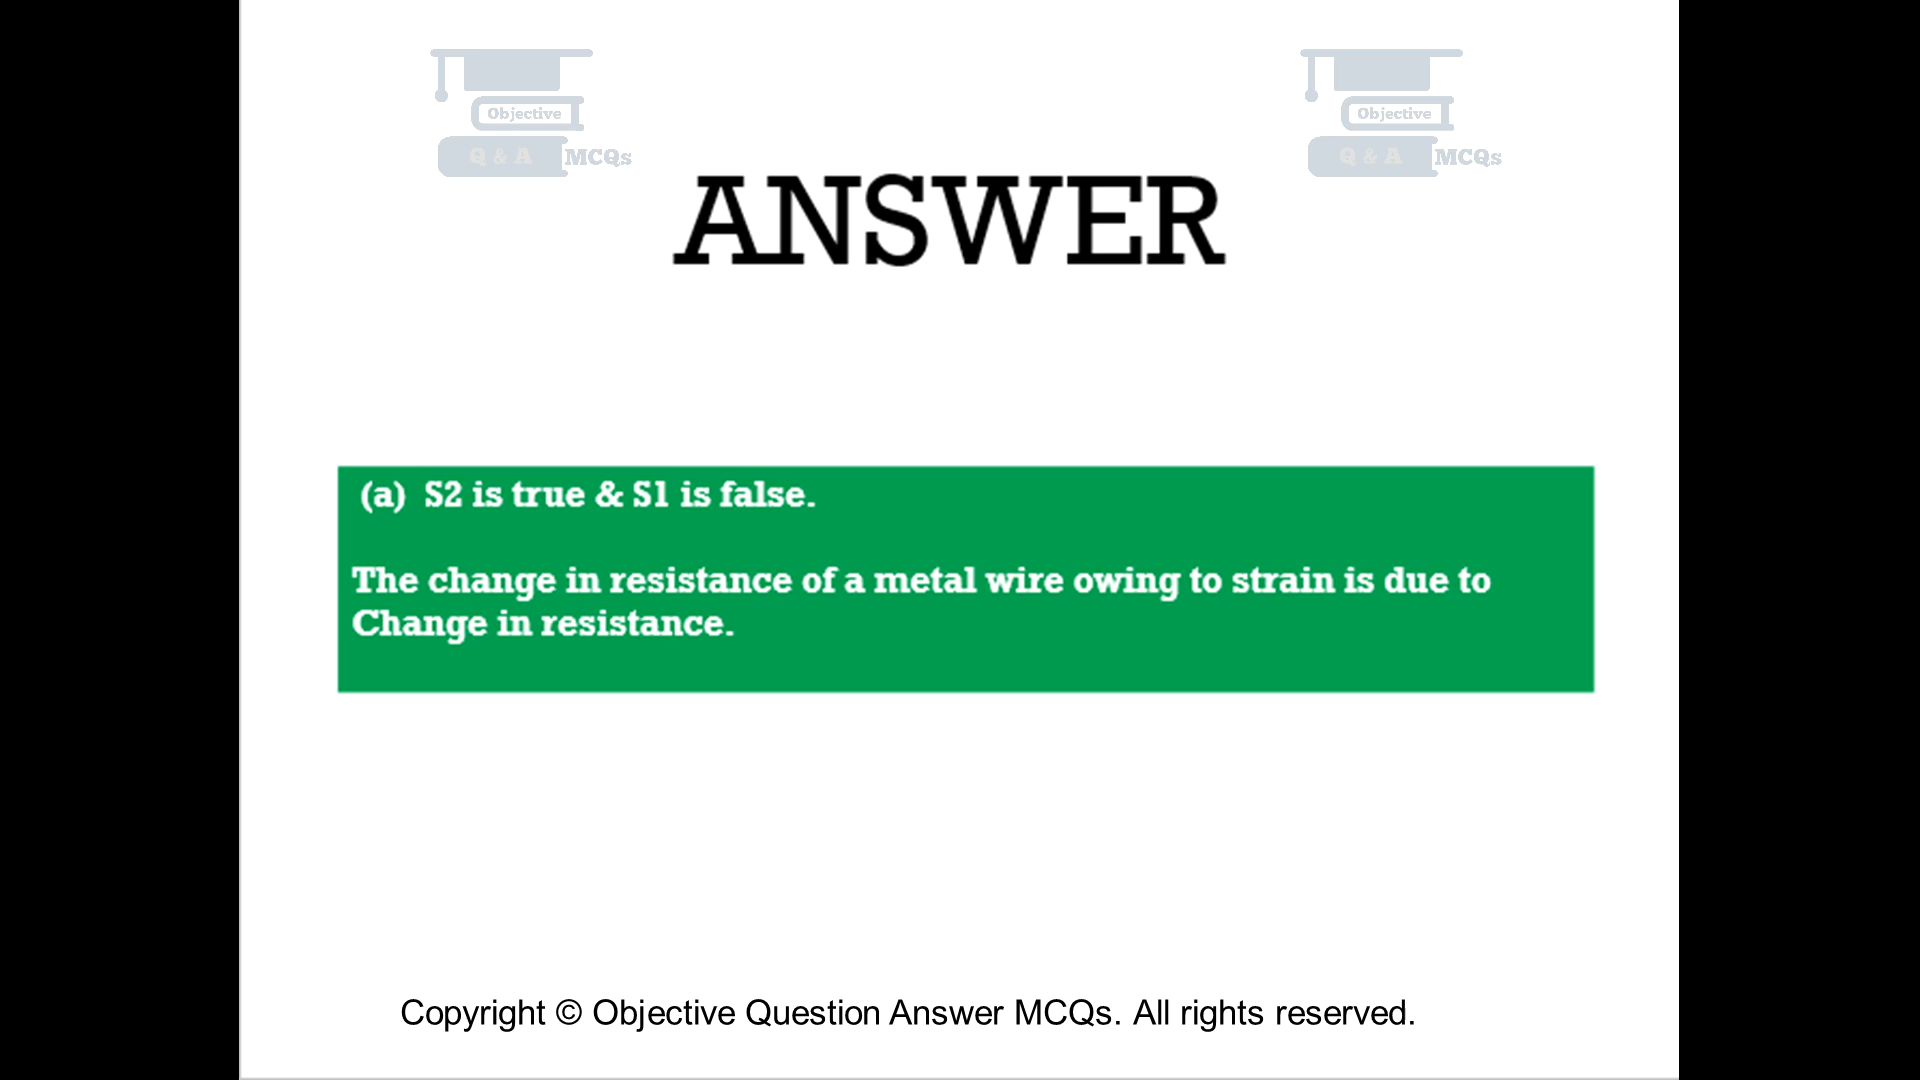 Objective
Q & A MCQs
Objective
Q & A MCQs
ANSWER
(a) S2 is true & S1 is false.
The change in resistance of a metal wire owing to strain is due to
Change in resistance.
Copyright © Objective Question Answer MCQs. All rights reserved.